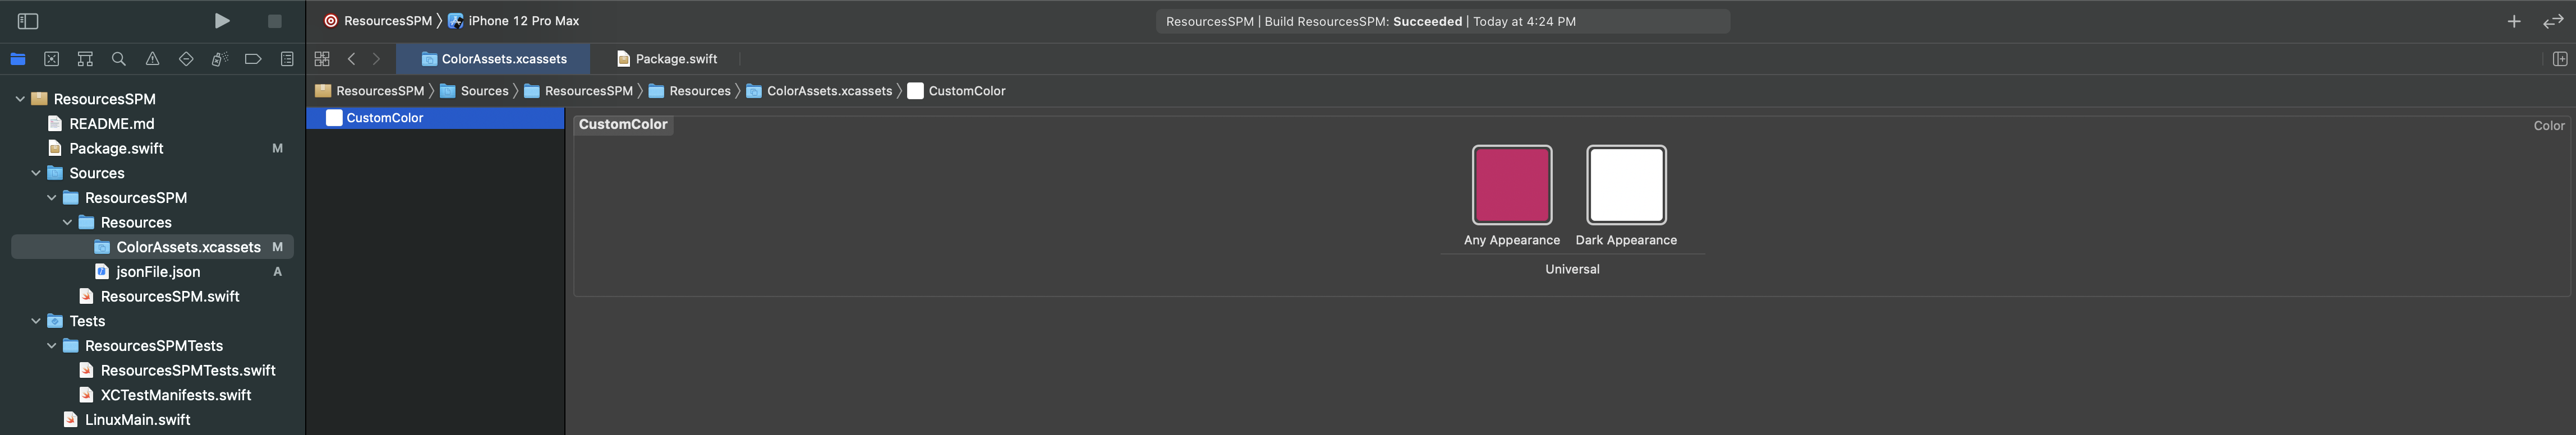 ResourcesSPM 〉 iPhone 12 Pro Max
ResourcesSPM | Build ResourcesSPM: Succeeded | Today at 4:24 PM
ColorAssets.xcassets
Package.swift
ResourcesSPM 〉 Sources 〉 ResourcesSPM 〉 Resources 〉 ColorAssets.xcassets 〉 CustomColor
ResourcesSPM
README.md
Package.swift M
Sources
ResourcesSPM
Resources
ColorAssets.xcassets M
jsonFile.json A
ResourcesSPM.swift
Tests
ResourcesSPMTests
ResourcesSPMTests.swift
XCTestManifests.swift
LinuxMain.swift
CustomColor
CustomColor
Color
Any Appearance
Dark Appearance
Universal